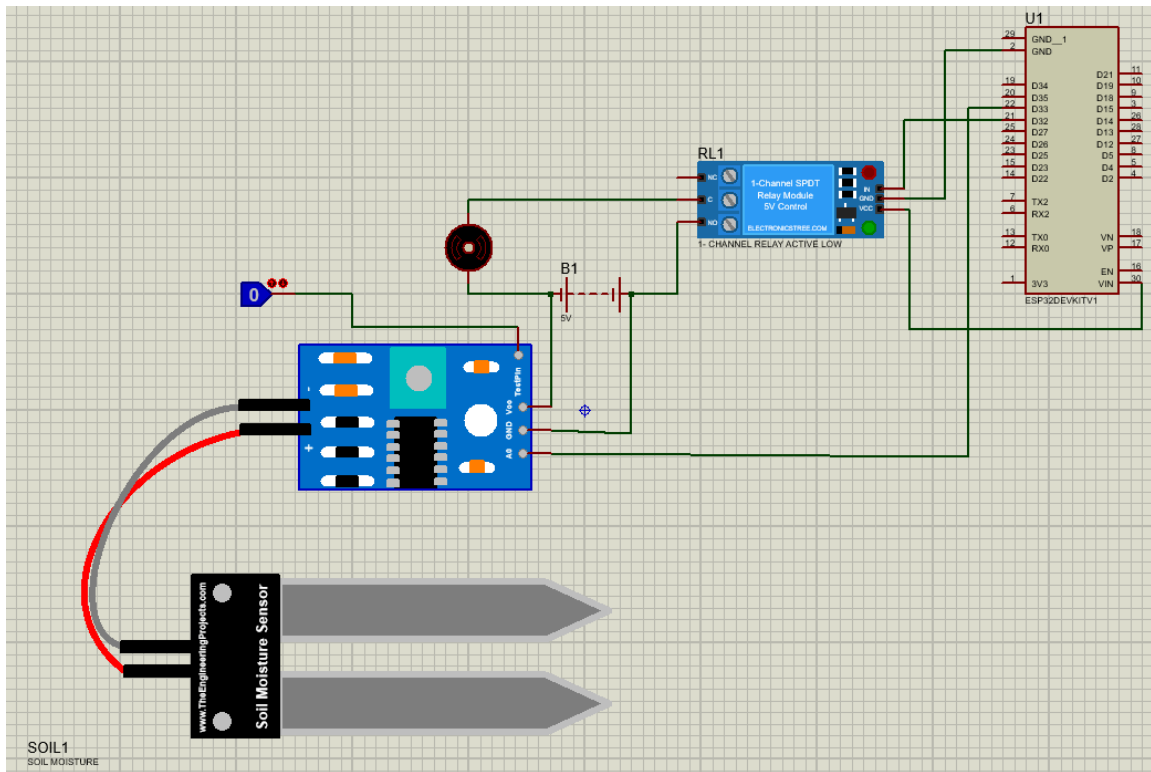 U1
29
GND__1
2
GND
19
D34
20
D35
22
D33
21
D32
25
D27
24
D26
23
D25
15
D23
14
D22
7
TX2
6
RX2
13
TX0
12
RX0
1
3V3
D21
11
D19
10
D18
9
D15
3
D14
26
D13
28
D12
27
D5
8
D4
5
D2
4
VN
18
VP
17
EN
16
VIN
30
ESP32DEVKITV1
RL1
NC
C
NO
1-Channel SPDT
Relay Module
5V Control
ELECTRONICSTREE.COM
IN
GND
VCC
1- CHANNEL RELAY ACTIVE LOW
B1
5V
0
-
+
TestPin
Vcc
GND
A0
www.TheEngineeringProjects.com
Soil Moisture Sensor
SOIL1
SOIL MOISTURE